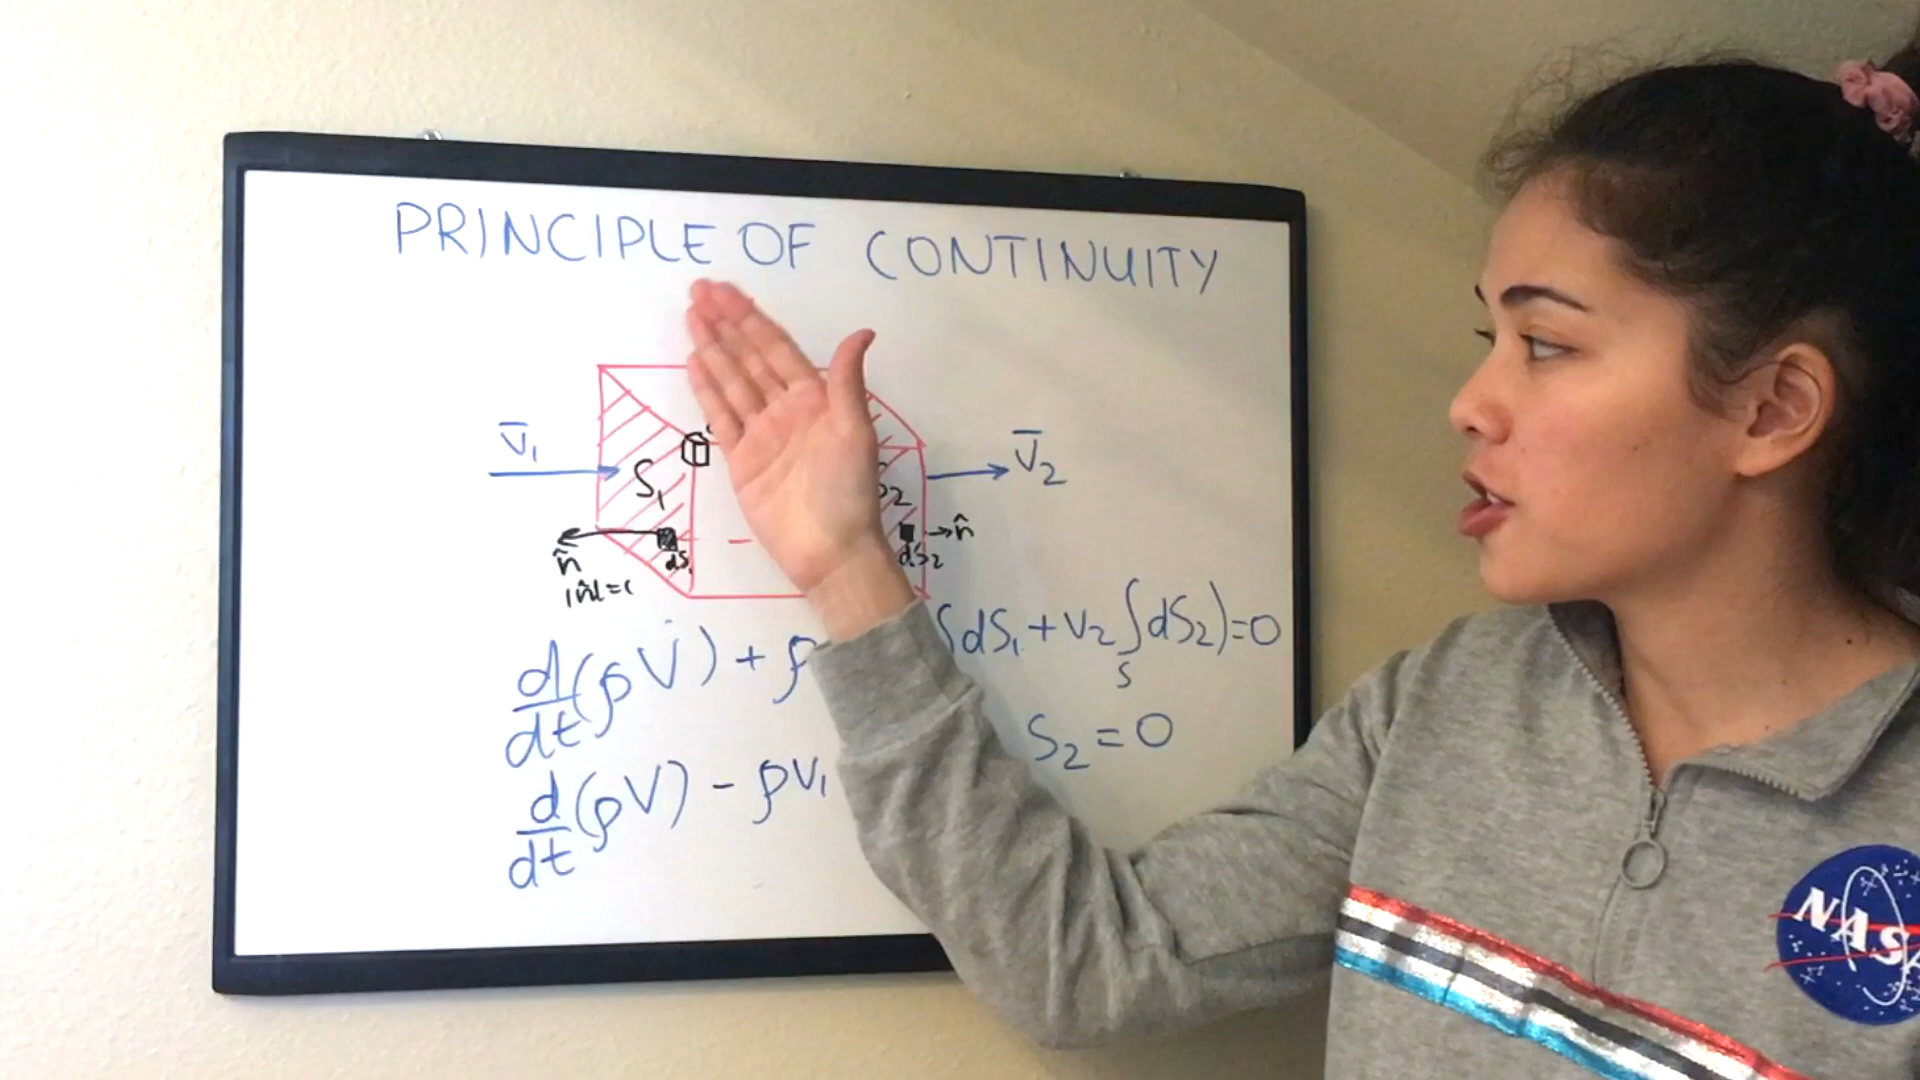 PRINCIPLE OF CONTINUITY
V̅₁ S₁ S₂ V̅₂
n̂ dS₁ dS₂ n̂
|n̂|=1
d/dt(ρV) + ρ ∫dS₁ + V₂ ∫ₛ dS₂)=0
d/dt(ρV) - ρV₁ S₂ = 0
NASA